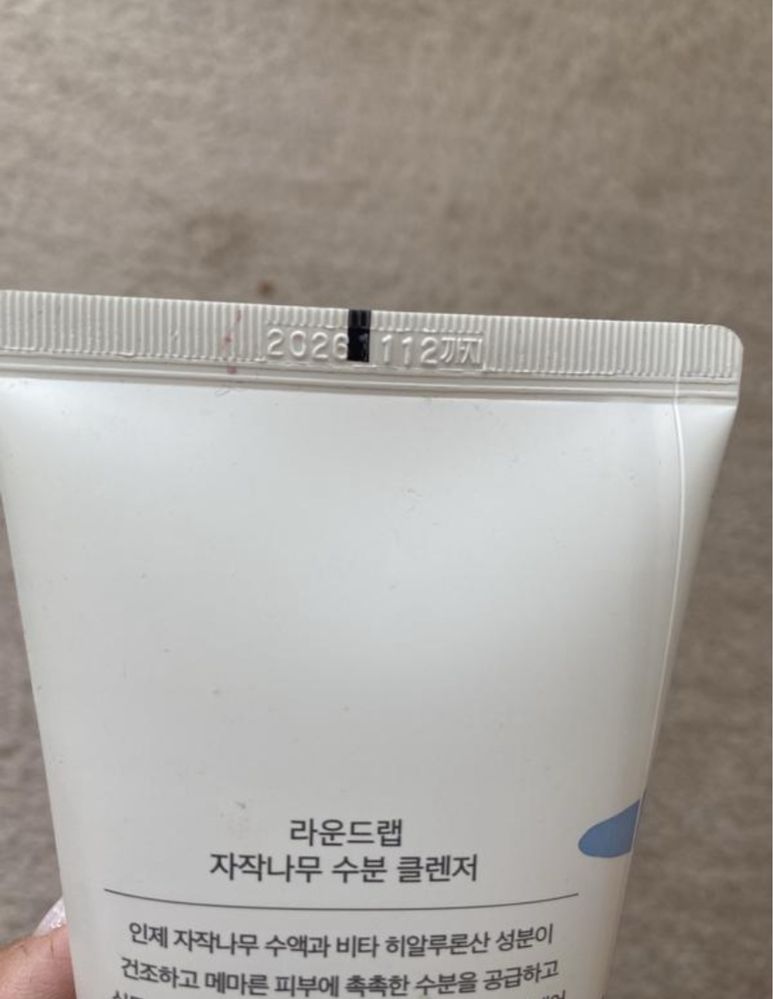 112까지
라운드랩
자작나무 수분 클렌저
인제 자작나무 수액과 비타 히알루론산 성분이
건조하고 메마른 피부에 촉촉한 수분을 공급하고